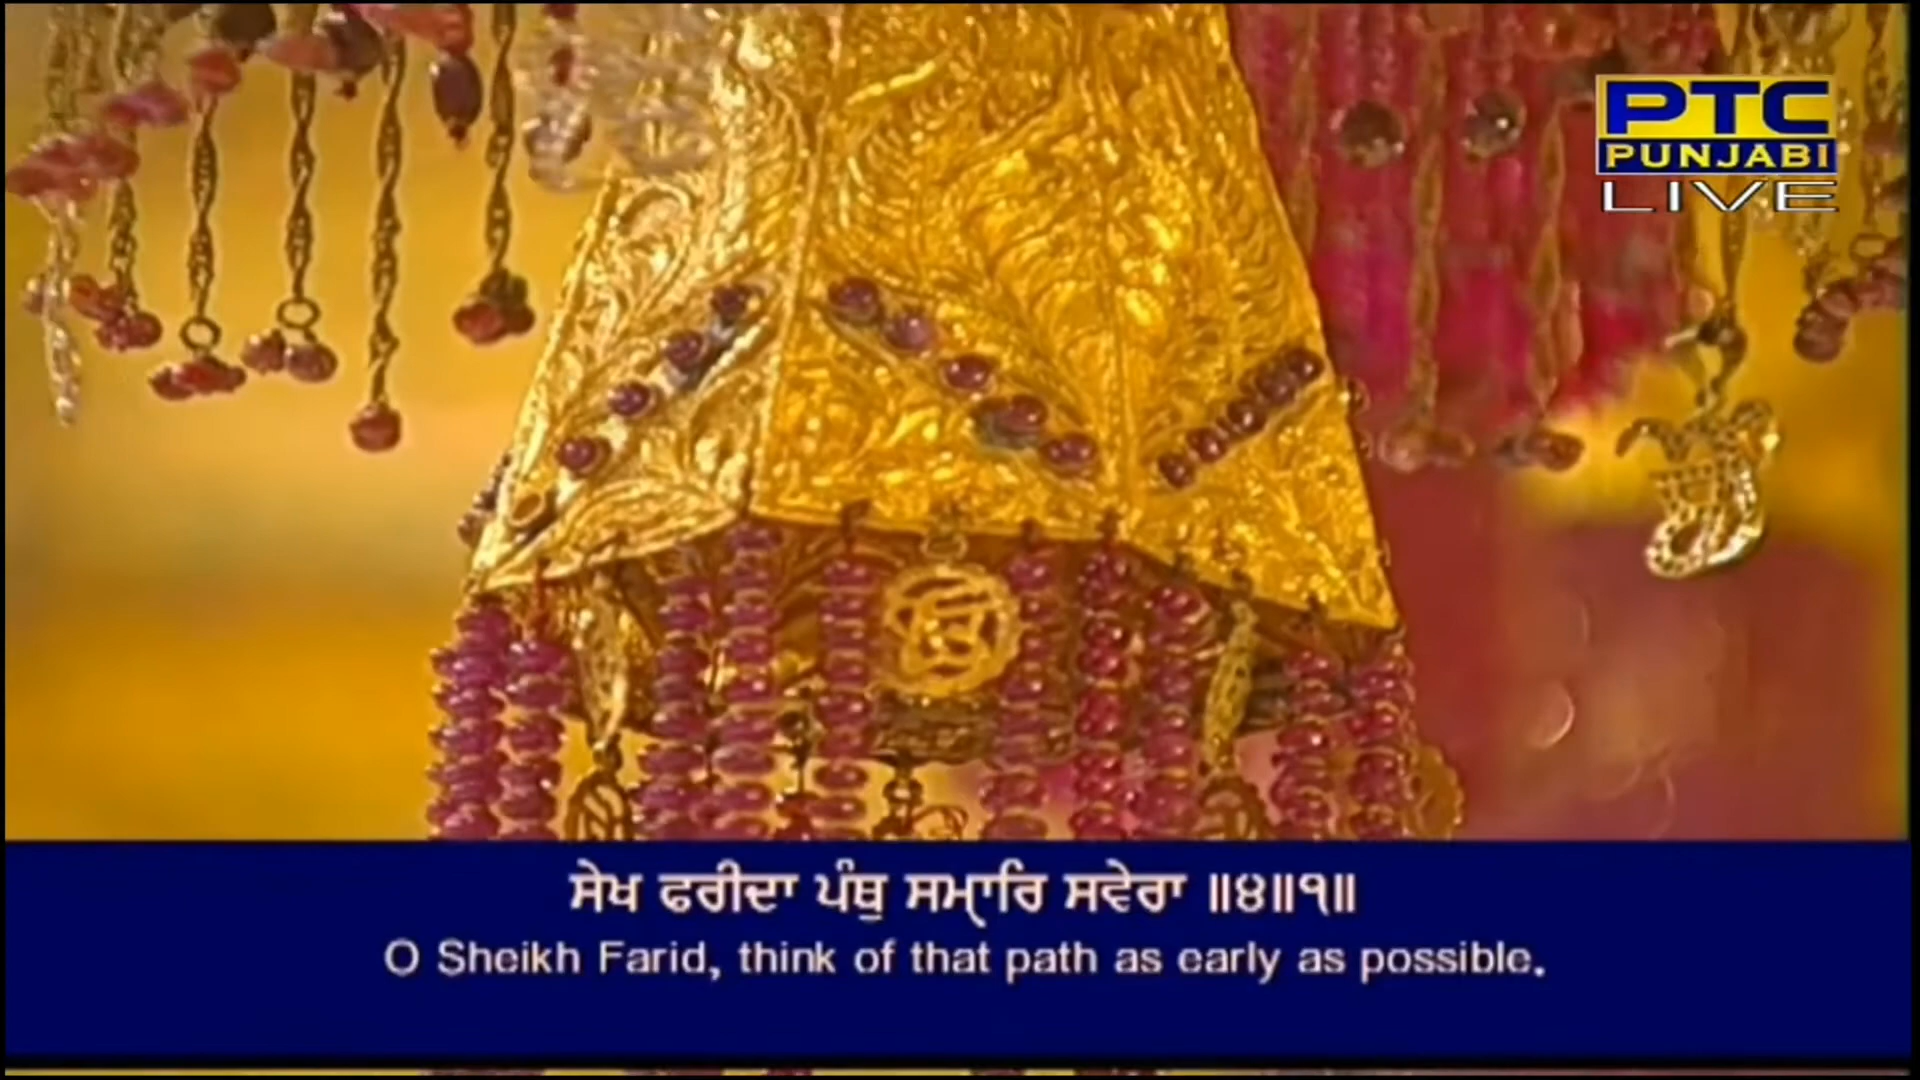 PTC
PUNJABI
LIVE
ਸੇਖ ਫਰੀਦਾ ਪੰਥੁ ਸਮ੍ਹਾਰਿ ਸਵੇਰਾ ॥੪॥੧॥
O Sheikh Farid, think of that path as early as possible.